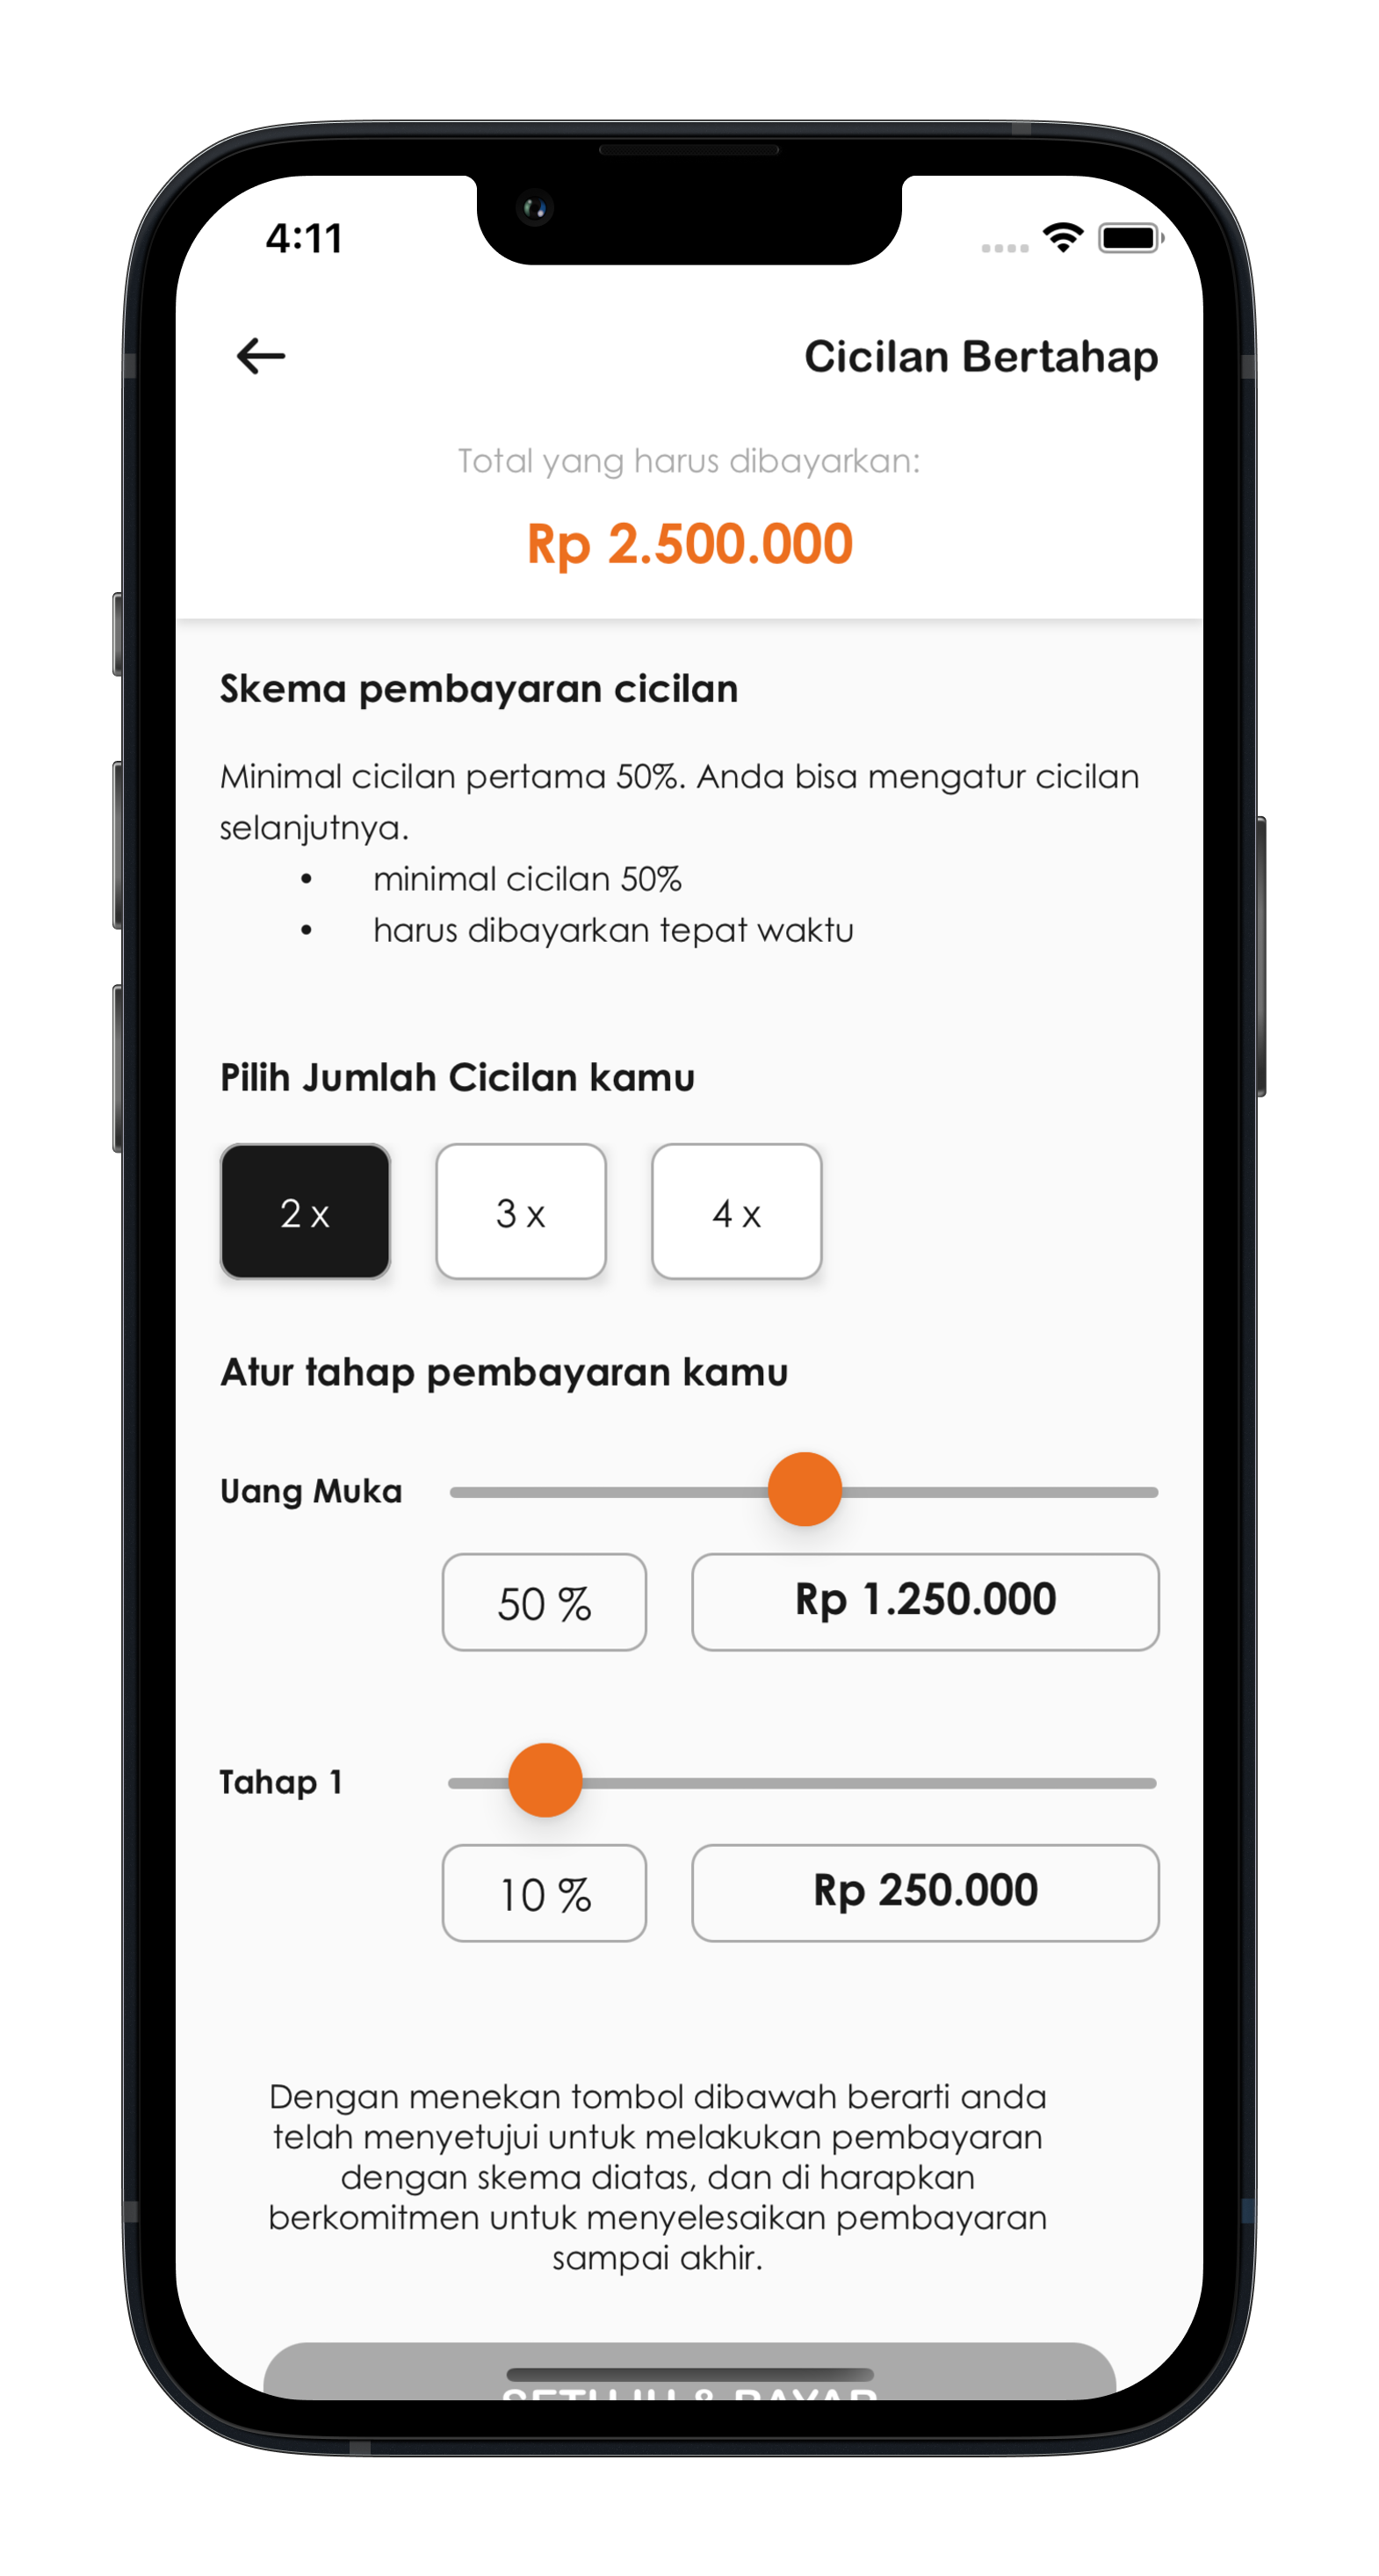 4:11
Cicilan Bertahap
Total yang harus dibayarkan:
Rp 2.500.000
Skema pembayaran cicilan
Minimal cicilan pertama 50%. Anda bisa mengatur cicilan
selanjutnya.
• minimal cicilan 50%
• harus dibayarkan tepat waktu
Pilih Jumlah Cicilan kamu
2 x 3 x 4 x
Atur tahap pembayaran kamu
Uang Muka
50 % Rp 1.250.000
Tahap 1
10 % Rp 250.000
Dengan menekan tombol dibawah berarti anda
telah menyetujui untuk melakukan pembayaran
dengan skema diatas, dan di harapkan
berkomitmen untuk menyelesaikan pembayaran
sampai akhir.
SETUJU & BAYAR